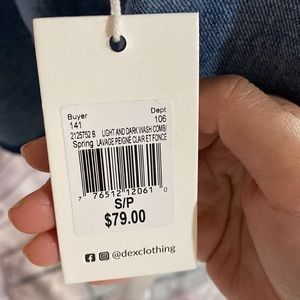 Buyer Dept
141 106
2125752 B LIGHT AND DARK WASH COMB/
Spring LAVAGE PEIGNÉ CLAIR ET FONCÉ
7 76512 12061 0
S/P
$79.00
@dexclothing